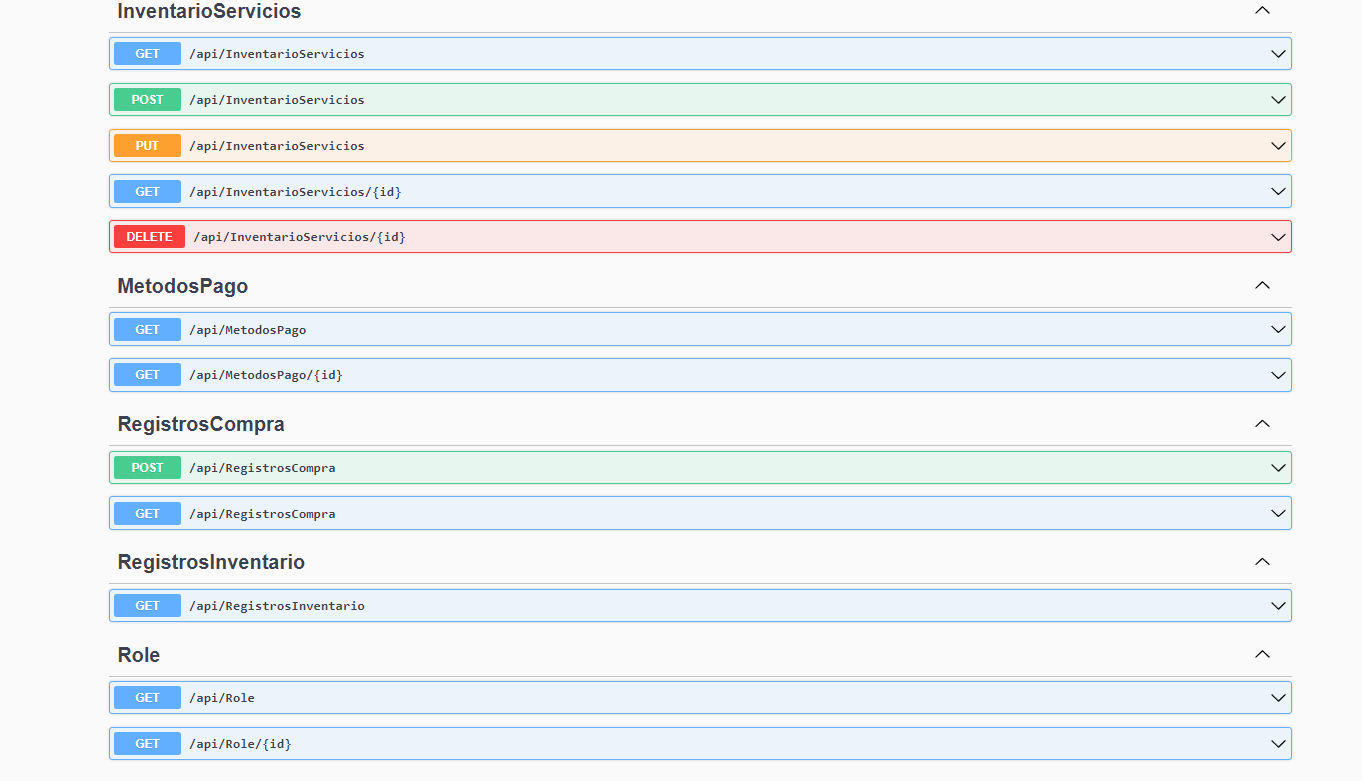 InventarioServicios
GET /api/InventarioServicios
POST /api/InventarioServicios
PUT /api/InventarioServicios
GET /api/InventarioServicios/{id}
DELETE /api/InventarioServicios/{id}
MetodosPago
GET /api/MetodosPago
GET /api/MetodosPago/{id}
RegistrosCompra
POST /api/RegistrosCompra
GET /api/RegistrosCompra
RegistrosInventario
GET /api/RegistrosInventario
Role
GET /api/Role
GET /api/Role/{id}